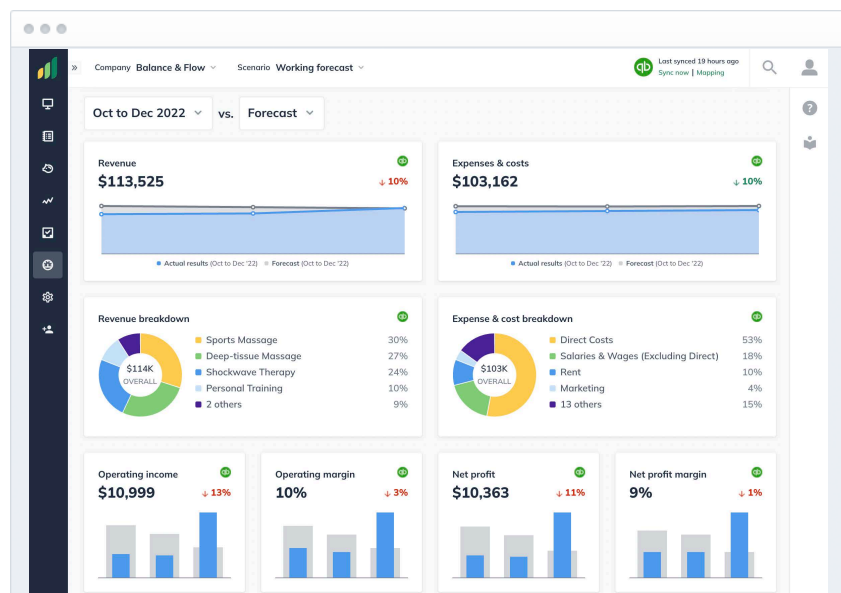 Company Balance & Flow Scenario Working forecast
qb Last synced 19 hours ago
Sync now | Mapping
Oct to Dec 2022 vs. Forecast
Revenue
$113,525
10%
Actual results (Oct to Dec '22) Forecast (Oct to Dec '22)
Expenses & costs
$103,162
10%
Actual results (Oct to Dec '22) Forecast (Oct to Dec '22)
Revenue breakdown
$114K
OVERALL
Sports Massage 30%
Deep-tissue Massage 27%
Shockwave Therapy 24%
Personal Training 10%
2 others 9%
Expense & cost breakdown
$103K
OVERALL
Direct Costs 53%
Salaries & Wages (Excluding Direct) 18%
Rent 10%
Marketing 4%
13 others 15%
Operating income
$10,999
13%
Operating margin
10%
3%
Net profit
$10,363
11%
Net profit margin
9%
1%